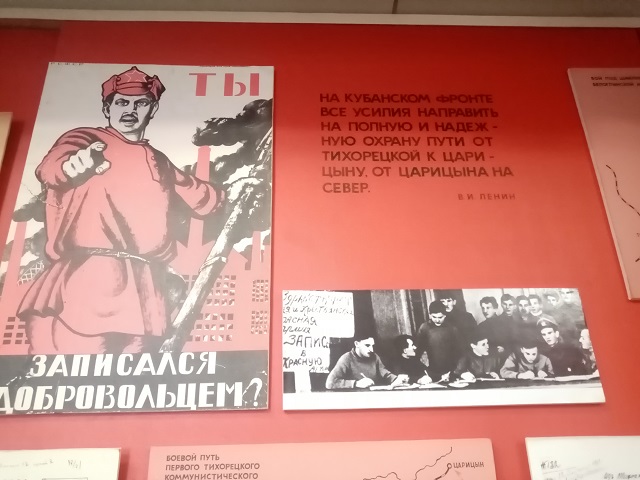 ТЫ
ЗАПИСАЛСЯ
ДОБРОВОЛЬЦЕМ?
НА КУБАНСКОМ ФРОНТЕ
ВСЕ УСИЛИЯ НАПРАВИТЬ
НА ПОЛНУЮ И НАДЕЖ-
НУЮ ОХРАНУ ПУТИ ОТ
ТИХОРЕЦКОЙ К ЦАРИ-
ЦЫНУ, ОТ ЦАРИЦЫНА НА
СЕВЕР.
В. И. ЛЕНИН
ЗАПИСЬ
В
КРАСНУЮ
БОЕВОЙ ПУТЬ
ПЕРВОГО ТИХОРЕЦКОГО
КОММУНИСТИЧЕСКОГО
ЦАРИЦЫН